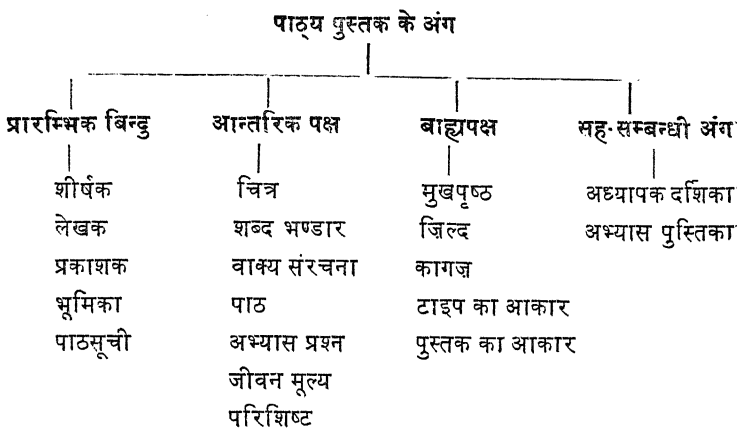 पाठ्य पुस्तक के अंग
प्रारम्भिक बिन्दु आन्तरिक पक्ष बाह्यपक्ष सह-सम्बन्धी अंग
शीर्षक चित्र मुखपृष्ठ अध्यापक दर्शिका
लेखक शब्द भण्डार ज़िल्द अभ्यास पुस्तिका
प्रकाशक वाक्य संरचना कागज़
भूमिका पाठ टाइप का आकार
पाठसूची अभ्यास प्रश्न पुस्तक का आकार
जीवन मूल्य
परिशिष्ट